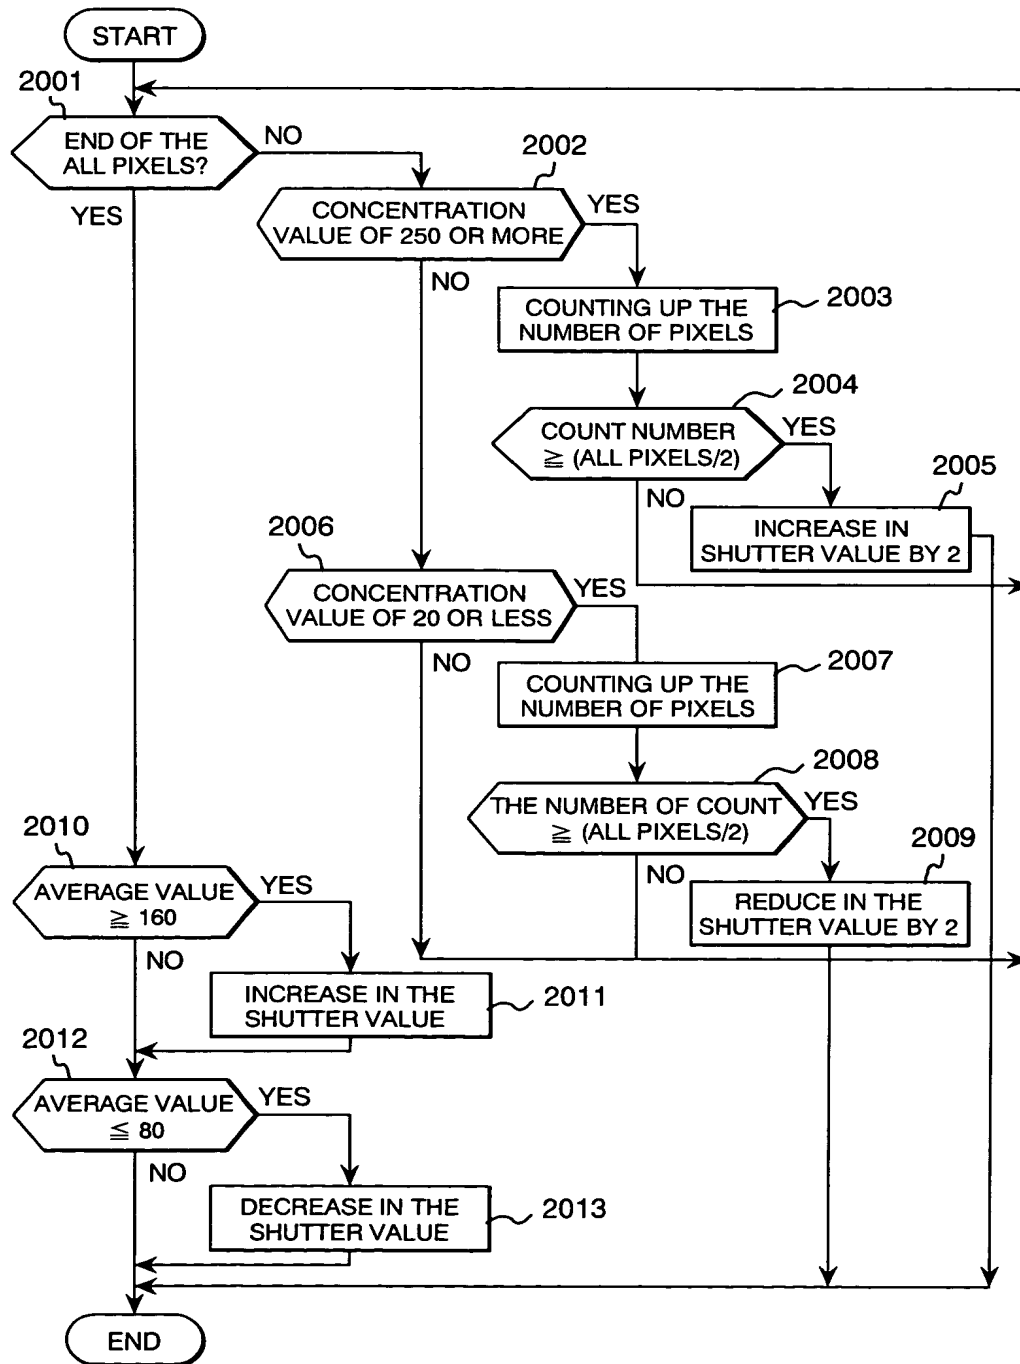 START
2001
END OF THE
ALL PIXELS?
NO
YES
2002
CONCENTRATION
VALUE OF 250 OR MORE
YES
NO
COUNTING UP THE
NUMBER OF PIXELS
2003
2004
COUNT NUMBER
≧ (ALL PIXELS/2)
YES
NO
2005
INCREASE IN
SHUTTER VALUE BY 2
2006
CONCENTRATION
VALUE OF 20 OR LESS
YES
NO
2007
COUNTING UP THE
NUMBER OF PIXELS
2008
THE NUMBER OF COUNT
≧ (ALL PIXELS/2)
YES
NO
2009
REDUCE IN THE
SHUTTER VALUE BY 2
2010
AVERAGE VALUE
≧ 160
YES
NO
INCREASE IN THE
SHUTTER VALUE
2011
2012
AVERAGE VALUE
≦ 80
YES
NO
DECREASE IN THE
SHUTTER VALUE
2013
END